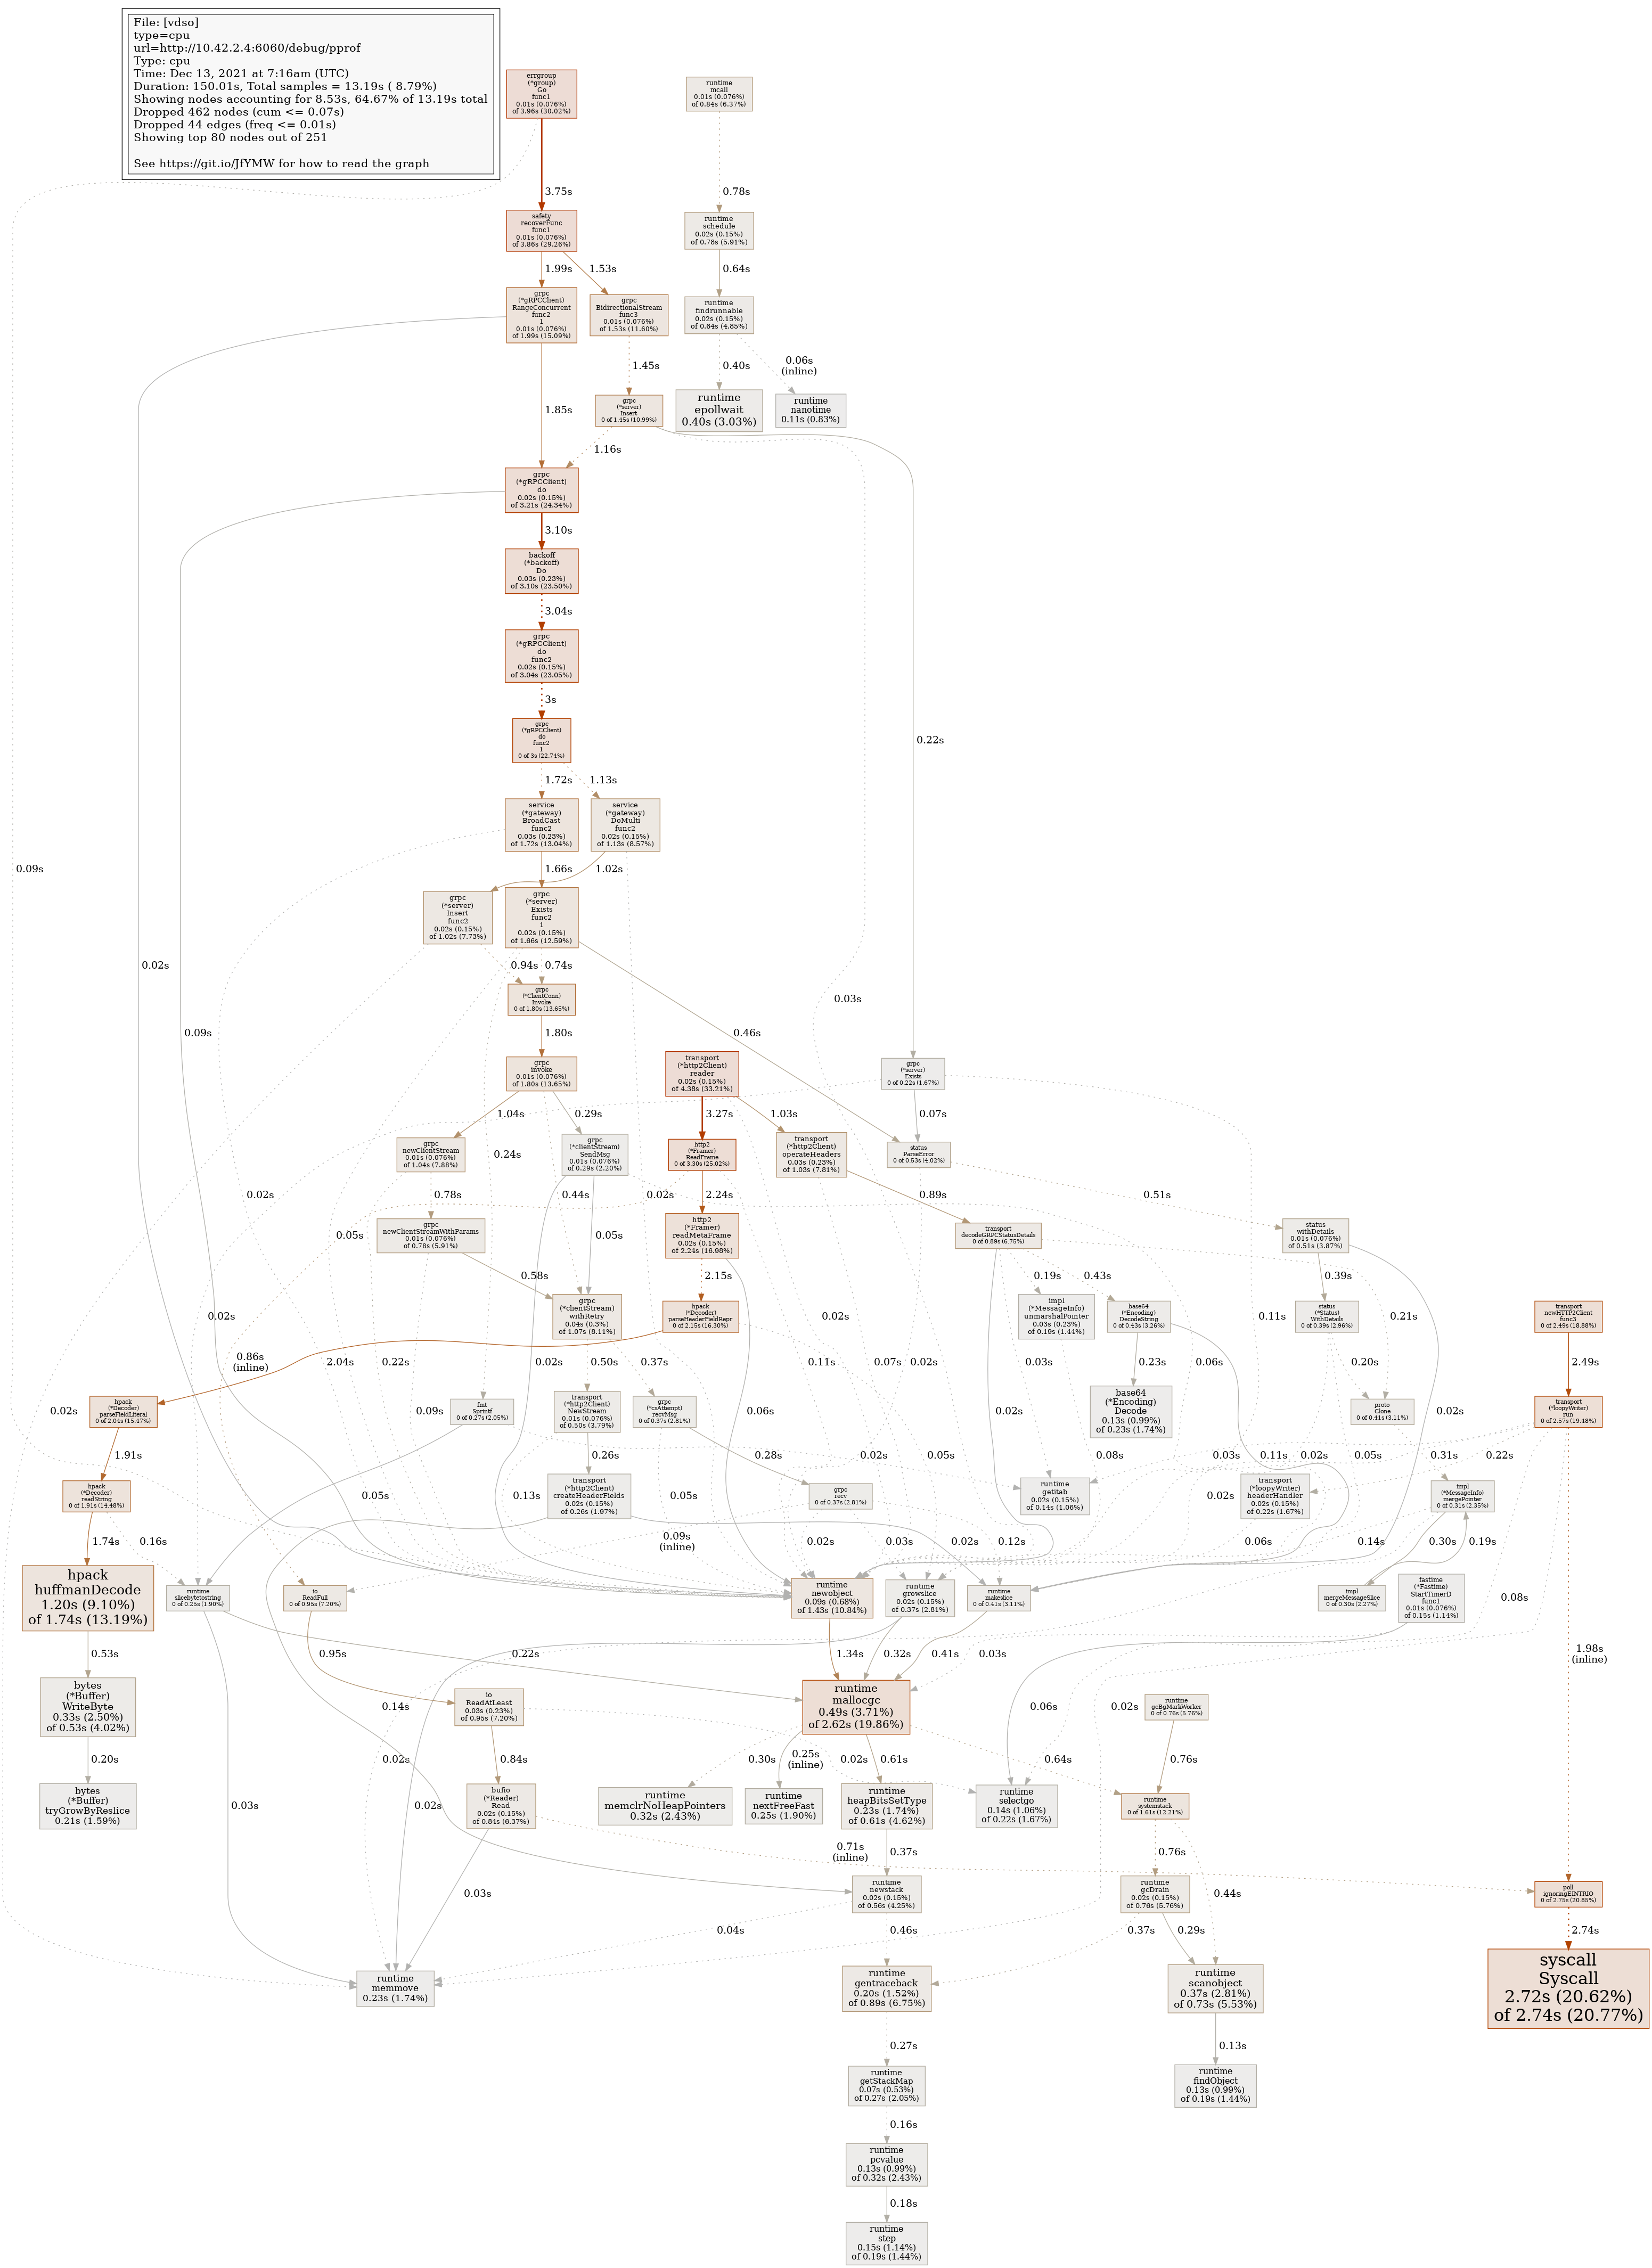 File: [vdso]
type=cpu
url=http://10.42.2.4:6060/debug/pprof
Type: cpu
Time: Dec 13, 2021 at 7:16am (UTC)
Duration: 150.01s, Total samples = 13.19s ( 8.79%)
Showing nodes accounting for 8.53s, 64.67% of 13.19s total
Dropped 462 nodes (cum <= 0.07s)
Dropped 44 edges (freq <= 0.01s)
Showing top 80 nodes out of 251
See https://git.io/JfYMW for how to read the graph
errgroup
(*group)
Go
func1
0.01s (0.076%)
of 3.96s (30.02%)
runtime
mcall
0.01s (0.076%)
of 0.84s (6.37%)
3.75s
0.78s
safety
recoverFunc
func1
0.01s (0.076%)
of 3.86s (29.26%)
runtime
schedule
0.02s (0.15%)
of 0.78s (5.91%)
1.99s
1.53s
0.64s
grpc
(*gRPCClient)
RangeConcurrent
func2
1
0.01s (0.076%)
of 1.99s (15.09%)
grpc
BidirectionalStream
func3
0.01s (0.076%)
of 1.53s (11.60%)
runtime
findrunnable
0.02s (0.15%)
of 0.64s (4.85%)
1.45s
0.40s
0.06s
(inline)
1.85s
grpc
(*server)
Insert
0 of 1.45s (10.99%)
runtime
epollwait
0.40s (3.03%)
runtime
nanotime
0.11s (0.83%)
1.16s
grpc
(*gRPCClient)
do
0.02s (0.15%)
of 3.21s (24.34%)
3.10s
backoff
(*backoff)
Do
0.03s (0.23%)
of 3.10s (23.50%)
3.04s
grpc
(*gRPCClient)
do
func2
0.02s (0.15%)
of 3.04s (23.05%)
3s
grpc
(*gRPCClient)
do
func2
1
0 of 3s (22.74%)
0.22s
1.72s
1.13s
service
(*gateway)
BroadCast
func2
0.03s (0.23%)
of 1.72s (13.04%)
service
(*gateway)
DoMulti
func2
0.02s (0.15%)
of 1.13s (8.57%)
0.09s
1.66s
1.02s
grpc
(*server)
Insert
func2
0.02s (0.15%)
of 1.02s (7.73%)
grpc
(*server)
Exists
func2
1
0.02s (0.15%)
of 1.66s (12.59%)
0.02s
0.94s
0.74s
0.03s
grpc
(*ClientConn)
Invoke
0 of 1.80s (13.65%)
0.09s
1.80s
0.46s
grpc
invoke
0.01s (0.076%)
of 1.80s (13.65%)
transport
(*http2Client)
reader
0.02s (0.15%)
of 4.38s (33.21%)
grpc
(*server)
Exists
0 of 0.22s (1.67%)
1.04s
0.29s
3.27s
1.03s
0.07s
grpc
newClientStream
0.01s (0.076%)
of 1.04s (7.88%)
0.24s
grpc
(*clientStream)
SendMsg
0.01s (0.076%)
of 0.29s (2.20%)
http2
(*Framer)
ReadFrame
0 of 3.30s (25.02%)
transport
(*http2Client)
operateHeaders
0.03s (0.23%)
of 1.03s (7.81%)
status
ParseError
0 of 0.53s (4.02%)
0.02s
0.78s
0.44s
0.02s
2.24s
0.89s
0.51s
0.05s
grpc
newClientStreamWithParams
0.01s (0.076%)
of 0.78s (5.91%)
0.05s
http2
(*Framer)
readMetaFrame
0.02s (0.15%)
of 2.24s (16.98%)
transport
decodeGRPCStatusDetails
0 of 0.89s (6.75%)
status
withDetails
0.01s (0.076%)
of 0.51s (3.87%)
0.58s
2.15s
0.19s
0.43s
0.39s
0.02s
grpc
(*clientStream)
withRetry
0.04s (0.3%)
of 1.07s (8.11%)
hpack
(*Decoder)
parseHeaderFieldRepr
0 of 2.15s (16.30%)
0.02s
0.02s
impl
(*MessageInfo)
unmarshalPointer
0.03s (0.23%)
of 0.19s (1.44%)
base64
(*Encoding)
DecodeString
0 of 0.43s (3.26%)
0.11s
status
(*Status)
WithDetails
0 of 0.39s (2.96%)
0.21s
transport
newHTTP2Client
func3
0 of 2.49s (18.88%)
0.86s
(inline)
2.04s
0.22s
0.02s
0.50s
0.37s
0.11s
0.07s
0.02s
0.03s
0.06s
0.23s
0.20s
2.49s
0.02s
hpack
(*Decoder)
parseFieldLiteral
0 of 2.04s (15.47%)
0.09s
fmt
Sprintf
0 of 0.27s (2.05%)
transport
(*http2Client)
NewStream
0.01s (0.076%)
of 0.50s (3.79%)
grpc
(*csAttempt)
recvMsg
0 of 0.37s (2.81%)
0.06s
0.02s
base64
(*Encoding)
Decode
0.13s (0.99%)
of 0.23s (1.74%)
proto
Clone
0 of 0.41s (3.11%)
0.02s
transport
(*loopyWriter)
run
0 of 2.57s (19.48%)
1.91s
0.26s
0.28s
0.02s
0.05s
0.08s
0.03s
0.11s
0.02s
0.05s
0.31s
0.22s
hpack
(*Decoder)
readString
0 of 1.91s (14.48%)
0.05s
0.13s
transport
(*http2Client)
createHeaderFields
0.02s (0.15%)
of 0.26s (1.97%)
0.05s
grpc
recv
0 of 0.37s (2.81%)
runtime
getitab
0.02s (0.15%)
of 0.14s (1.06%)
0.02s
transport
(*loopyWriter)
headerHandler
0.02s (0.15%)
of 0.22s (1.67%)
impl
(*MessageInfo)
mergePointer
0 of 0.31s (2.35%)
1.74s
0.16s
0.09s
(inline)
0.02s
0.03s
0.02s
0.12s
0.06s
0.14s
0.30s
0.19s
hpack
huffmanDecode
1.20s (9.10%)
of 1.74s (13.19%)
runtime
slicebytetostring
0 of 0.25s (1.90%)
io
ReadFull
0 of 0.95s (7.20%)
runtime
newobject
0.09s (0.68%)
of 1.43s (10.84%)
runtime
growslice
0.02s (0.15%)
of 0.37s (2.81%)
runtime
makeslice
0 of 0.41s (3.11%)
impl
mergeMessageSlice
0 of 0.30s (2.27%)
fastime
(*Fastime)
StartTimerD
func1
0.01s (0.076%)
of 0.15s (1.14%)
0.08s
1.98s
(inline)
0.53s
0.95s
0.22s
1.34s
0.32s
0.41s
0.03s
bytes
(*Buffer)
WriteByte
0.33s (2.50%)
of 0.53s (4.02%)
0.14s
io
ReadAtLeast
0.03s (0.23%)
of 0.95s (7.20%)
runtime
mallocgc
0.49s (3.71%)
of 2.62s (19.86%)
0.06s
0.02s
runtime
gcBgMarkWorker
0 of 0.76s (5.76%)
0.20s
0.02s
0.84s
0.30s
0.25s
(inline)
0.02s
0.61s
0.64s
0.76s
bytes
(*Buffer)
tryGrowByReslice
0.21s (1.59%)
0.03s
0.02s
bufio
(*Reader)
Read
0.02s (0.15%)
of 0.84s (6.37%)
runtime
memclrNoHeapPointers
0.32s (2.43%)
runtime
nextFreeFast
0.25s (1.90%)
runtime
heapBitsSetType
0.23s (1.74%)
of 0.61s (4.62%)
runtime
selectgo
0.14s (1.06%)
of 0.22s (1.67%)
runtime
systemstack
0 of 1.61s (12.21%)
0.71s
(inline)
0.37s
0.76s
0.03s
runtime
newstack
0.02s (0.15%)
of 0.56s (4.25%)
runtime
gcDrain
0.02s (0.15%)
of 0.76s (5.76%)
0.44s
poll
ignoringEINTRIO
0 of 2.75s (20.85%)
0.04s
0.46s
0.37s
0.29s
2.74s
runtime
memmove
0.23s (1.74%)
runtime
gentraceback
0.20s (1.52%)
of 0.89s (6.75%)
runtime
scanobject
0.37s (2.81%)
of 0.73s (5.53%)
syscall
Syscall
2.72s (20.62%)
of 2.74s (20.77%)
0.27s
0.13s
runtime
getStackMap
0.07s (0.53%)
of 0.27s (2.05%)
runtime
findObject
0.13s (0.99%)
of 0.19s (1.44%)
0.16s
runtime
pcvalue
0.13s (0.99%)
of 0.32s (2.43%)
0.18s
runtime
step
0.15s (1.14%)
of 0.19s (1.44%)